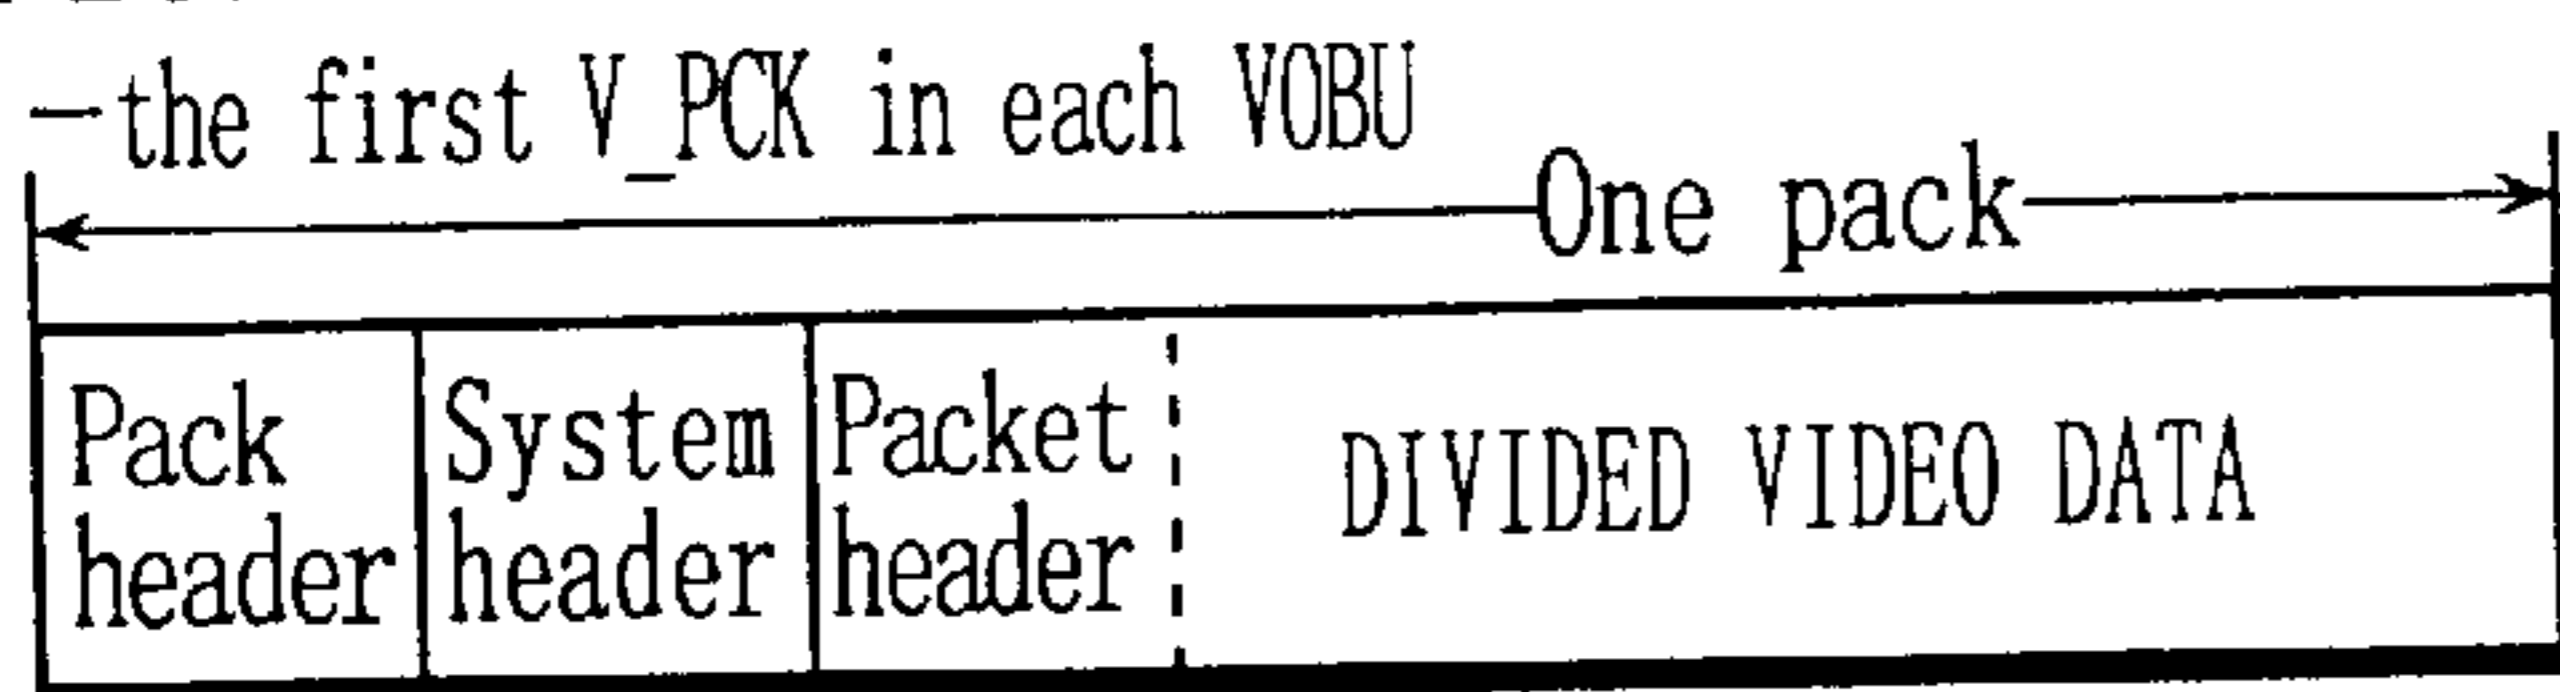 —the first V_PCK in each VOBU
One pack
Pack header
System header
Packet header
DIVIDED VIDEO DATA